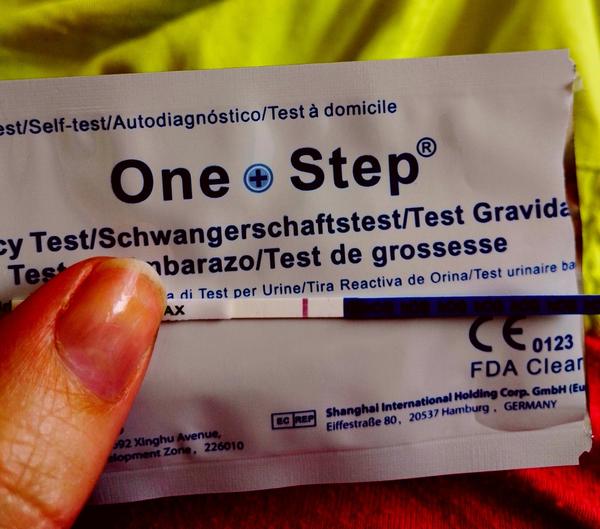 est/Self-test/Autodiagnóstico/Test à domicile
One Step®
cy Test/Schwangerschaftstest/Test Gravida
Test mbarazo/Test de grossesse
a di Test per Urine/Tira Reactiva de Orina/Test urinaire ba
AX
CE 0123
FDA Clear
EC REP
Shanghai International Holding Corp. GmbH (Eu
Eiffestraße 80, 20537 Hamburg, GERMANY
92 Xinghu Avenue,
lopment Zone, 226010